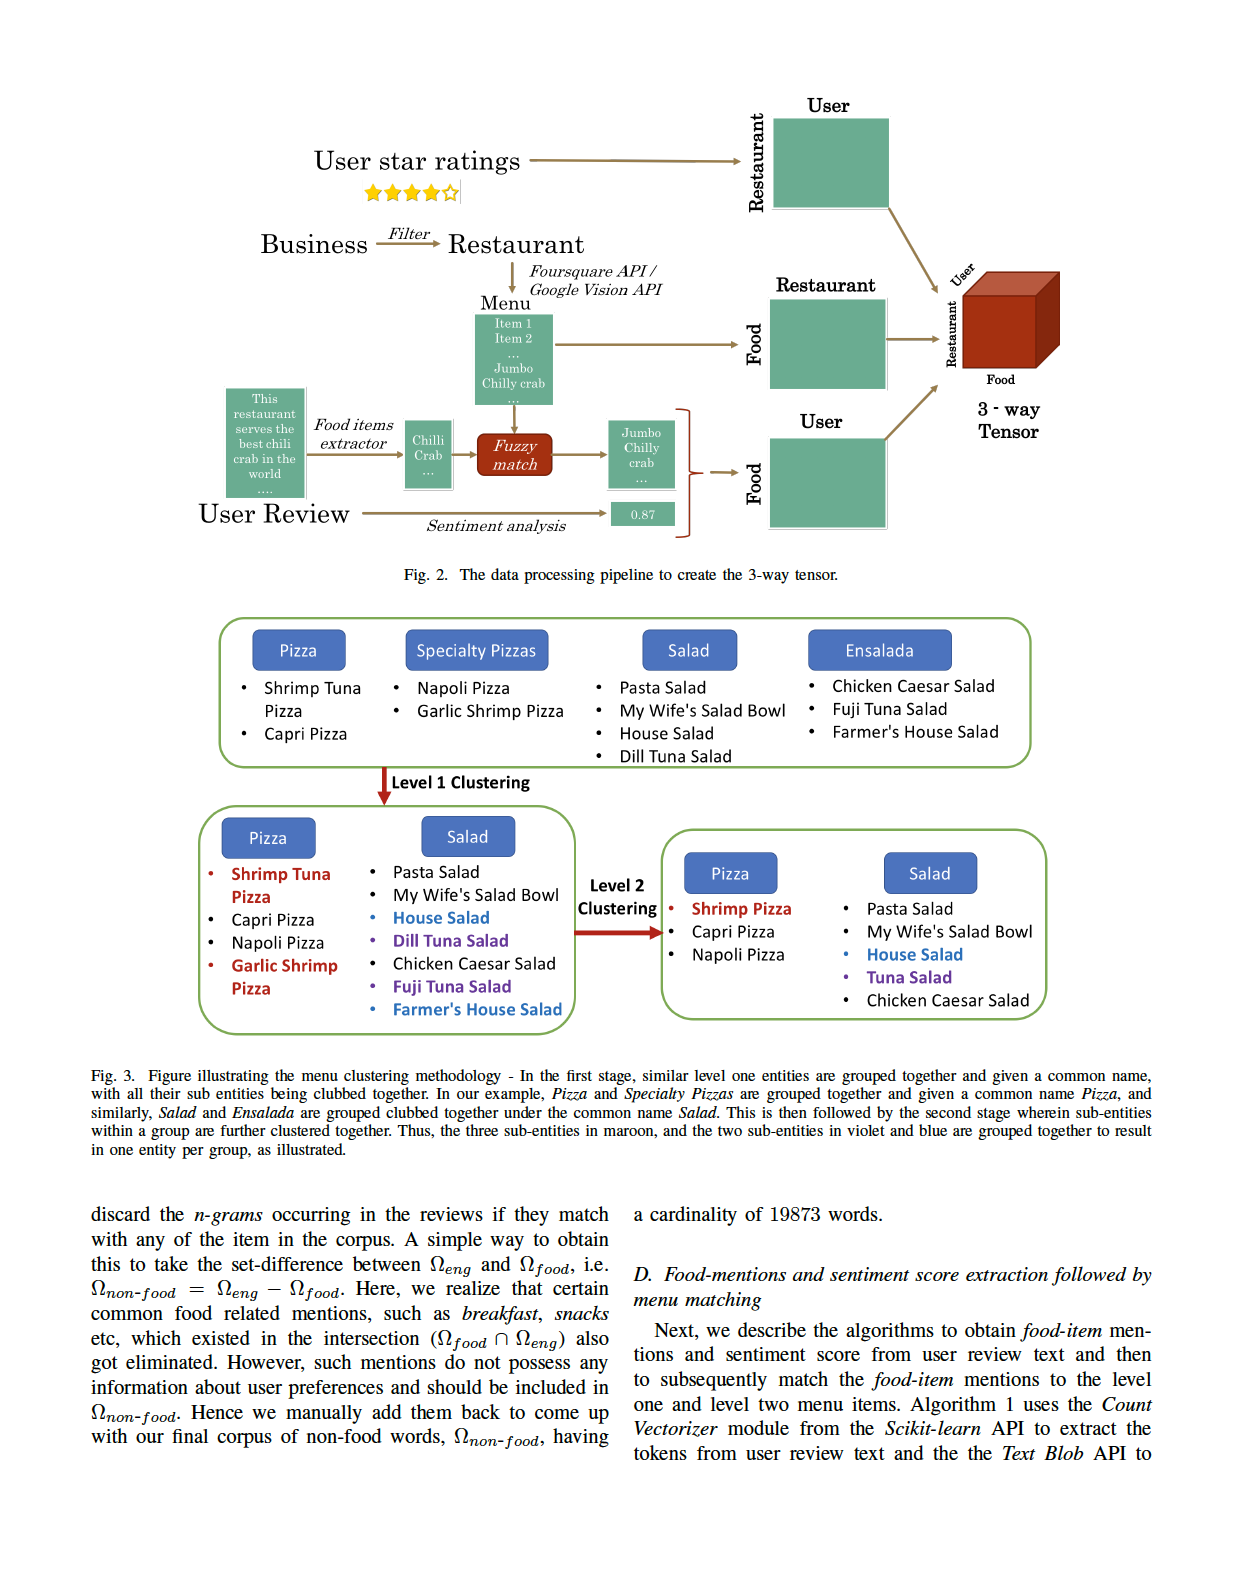 User
Restaurant
User star ratings
Business
Filter
Restaurant
Foursquare API /
Google Vision API
Menu
Item 1
Item 2
...
Jumbo
Chilly crab
...
Restaurant
Food
User
Restaurant
Food
3 - way
Tensor
This
restaurant
serves the
best chili
crab in the
world
....
Food items
extractor
Chilli
Crab
...
Fuzzy
match
Jumbo
Chilly
crab
...
User
Food
User Review
Sentiment analysis
0.87
Fig. 2. The data processing pipeline to create the 3-way tensor.
Pizza
• Shrimp Tuna
Pizza
• Capri Pizza
Specialty Pizzas
• Napoli Pizza
• Garlic Shrimp Pizza
Salad
• Pasta Salad
• My Wife's Salad Bowl
• House Salad
• Dill Tuna Salad
Ensalada
• Chicken Caesar Salad
• Fuji Tuna Salad
• Farmer's House Salad
Level 1 Clustering
Pizza
• Shrimp Tuna
Pizza
• Capri Pizza
• Napoli Pizza
• Garlic Shrimp
Pizza
Salad
• Pasta Salad
• My Wife's Salad Bowl
• House Salad
• Dill Tuna Salad
• Chicken Caesar Salad
• Fuji Tuna Salad
• Farmer's House Salad
Level 2
Clustering
Pizza
• Shrimp Pizza
• Capri Pizza
• Napoli Pizza
Salad
• Pasta Salad
• My Wife's Salad Bowl
• House Salad
• Tuna Salad
• Chicken Caesar Salad
Fig. 3. Figure illustrating the menu clustering methodology - In the first stage, similar level one entities are grouped together and given a common name,
with all their sub entities being clubbed together. In our example, Pizza and Specialty Pizzas are grouped together and given a common name Pizza, and
similarly, Salad and Ensalada are grouped clubbed together under the common name Salad. This is then followed by the second stage wherein sub-entities
within a group are further clustered together. Thus, the three sub-entities in maroon, and the two sub-entities in violet and blue are grouped together to result
in one entity per group, as illustrated.
discard the n-grams occurring in the reviews if they match
with any of the item in the corpus. A simple way to obtain
this to take the set-difference between Ω_eng and Ω_food, i.e.
Ω_non-food = Ω_eng − Ω_food. Here, we realize that certain
common food related mentions, such as breakfast, snacks
etc, which existed in the intersection (Ω_food ∩ Ω_eng) also
got eliminated. However, such mentions do not possess any
information about user preferences and should be included in
Ω_non-food. Hence we manually add them back to come up
with our final corpus of non-food words, Ω_non-food, having
a cardinality of 19873 words.
D. Food-mentions and sentiment score extraction followed by
menu matching
Next, we describe the algorithms to obtain food-item men-
tions and sentiment score from user review text and then
to subsequently match the food-item mentions to the level
one and level two menu items. Algorithm 1 uses the Count
Vectorizer module from the Scikit-learn API to extract the
tokens from user review text and the the Text Blob API to